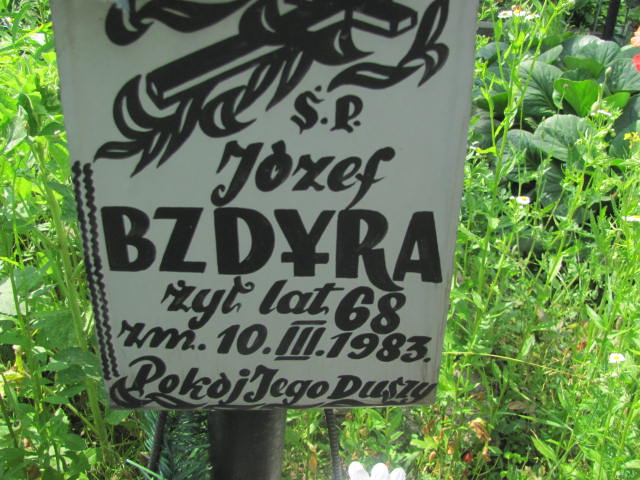 Ś.P.
Józef
BZDYRA
żył lat 68
zm. 10.III.1983.
Pokój Jego Duszy